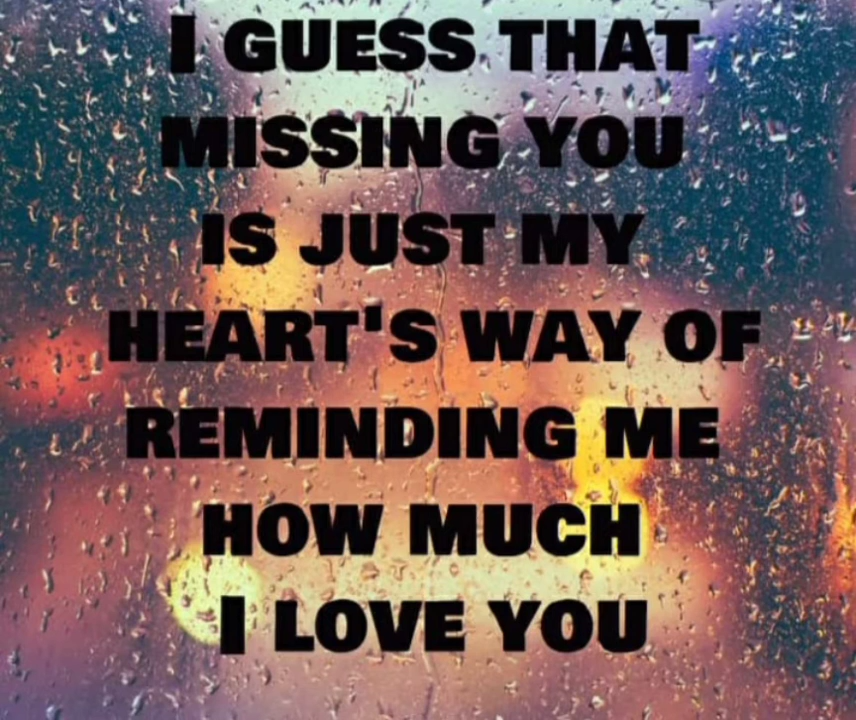 I GUESS THAT
MISSING YOU
IS JUST MY
HEART'S WAY OF
REMINDING ME
HOW MUCH
I LOVE YOU